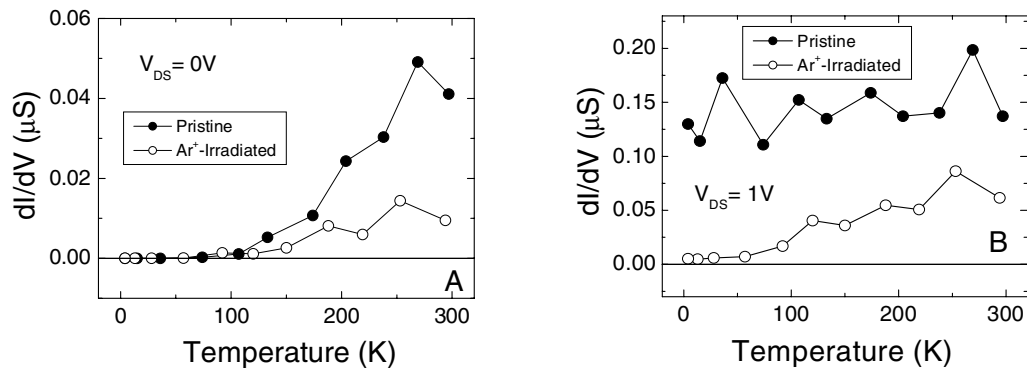 0.06
0.04
0.02
0.00
dI/dV (μS)
V_DS= 0V
Pristine
Ar⁺-Irradiated
A
0 100 200 300
Temperature (K)
0.20
0.15
0.10
0.05
0.00
dI/dV (μS)
Pristine
Ar⁺-Irradiated
V_DS= 1V
B
0 100 200 300
Temperature (K)